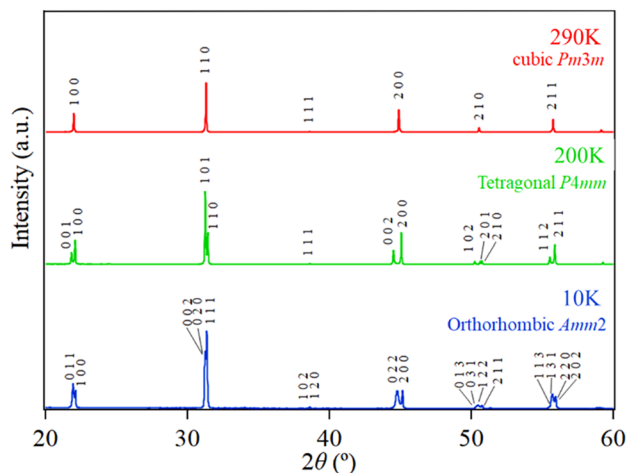 290K
cubic Pm3m
1 0 0
1 1 0
1 1 1
2 0 0
2 1 0
2 1 1
200K
Tetragonal P4mm
0 0 1
1 0 0
1 0 1
1 1 0
1 1 1
0 0 2
2 0 0
1 0 2
2 0 1
2 1 0
1 1 2
2 1 1
10K
Orthorhombic Amm2
0 1 1
1 0 0
0 0 2
0 2 0
1 1 1
1 0 2
1 2 0
0 2 2
2 0 0
0 1 3
0 3 1
1 2 2
2 1 1
1 1 3
1 3 1
2 2 0
2 0 2
Intensity (a.u.)
20
30
40
50
60
2θ (º)